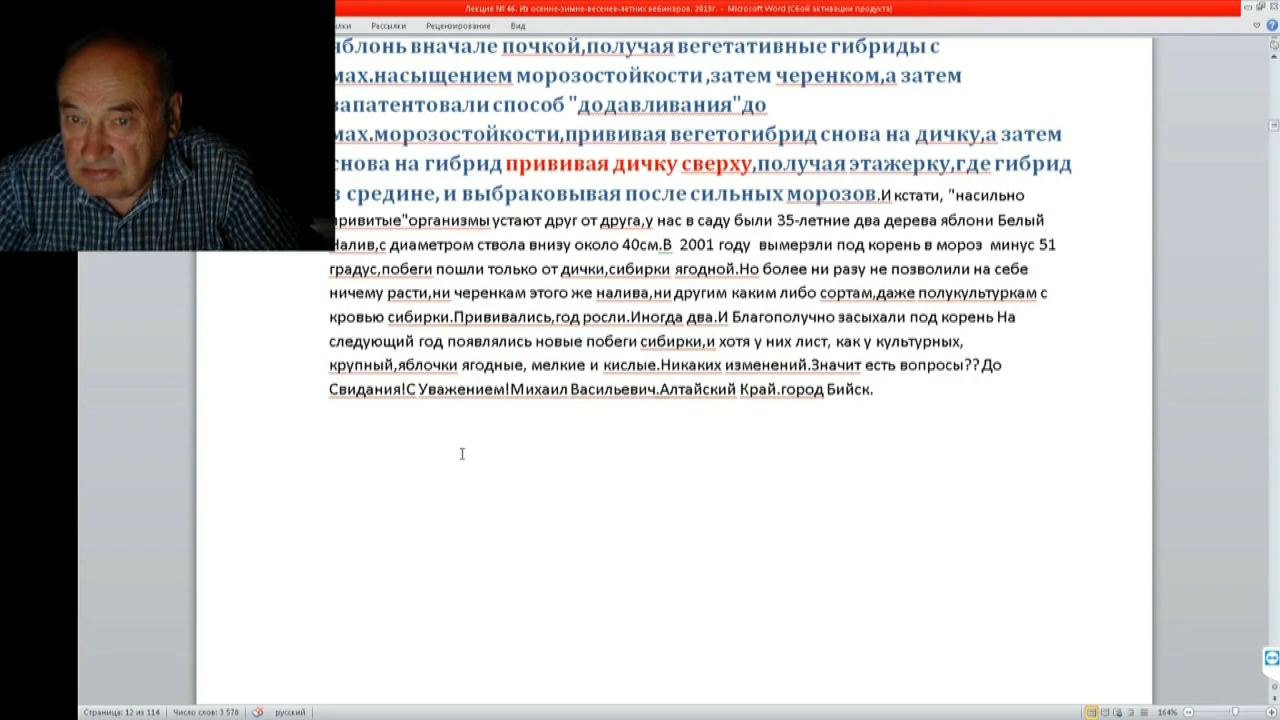 Лекция № 46. Из осенне-зимне-весенее-летних вебинаров. 2019г. - Microsoft Word (Сбой активации продукта)
Рассылки Рецензирование Вид
яблонь вначале почкой,получая вегетативные гибриды с
мах.насыщением морозостойкости ,затем черенком,а затем
запатентовали способ "додавливания"до
мах.морозостойкости,прививая вегетогибрид снова на дичку,а затем
снова на гибрид прививая дичку сверху,получая этажерку,где гибрид
в средине, и выбраковывая после сильных морозов.И кстати, "насильно
привитые"организмы устают друг от друга,у нас в саду были 35-летние два дерева яблони Белый
Налив,с диаметром ствола внизу около 40см.В 2001 году вымерзли под корень в мороз минус 51
градус,побеги пошли только от дички,сибирки ягодной.Но более ни разу не позволили на себе
ничему расти,ни черенкам этого же налива,ни другим каким либо сортам,даже полукультуркам с
кровью сибирки.Прививались,год росли.Иногда два.И Благополучно засыхали под корень На
следующий год появлялись новые побеги сибирки,и хотя у них лист, как у культурных,
крупный,яблочки ягодные, мелкие и кислые.Никаких изменений.Значит есть вопросы??До
Свидания!С Уважением!Михаил Васильевич.Алтайский Край.город Бийск.
Страница: 12 из 114 Число слов: 3 578 русский 164%